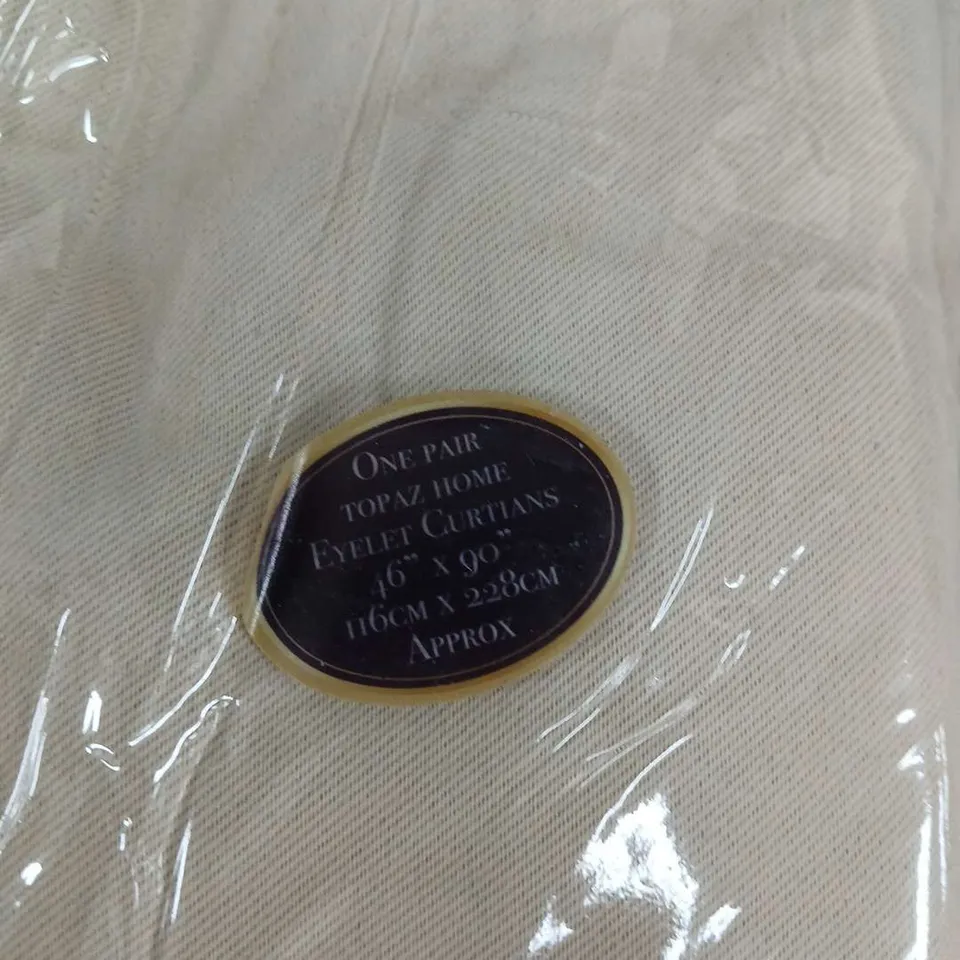 One pair
Topaz Home
Eyelet Curtians
46" x 90"
116cm x 228cm
Approx